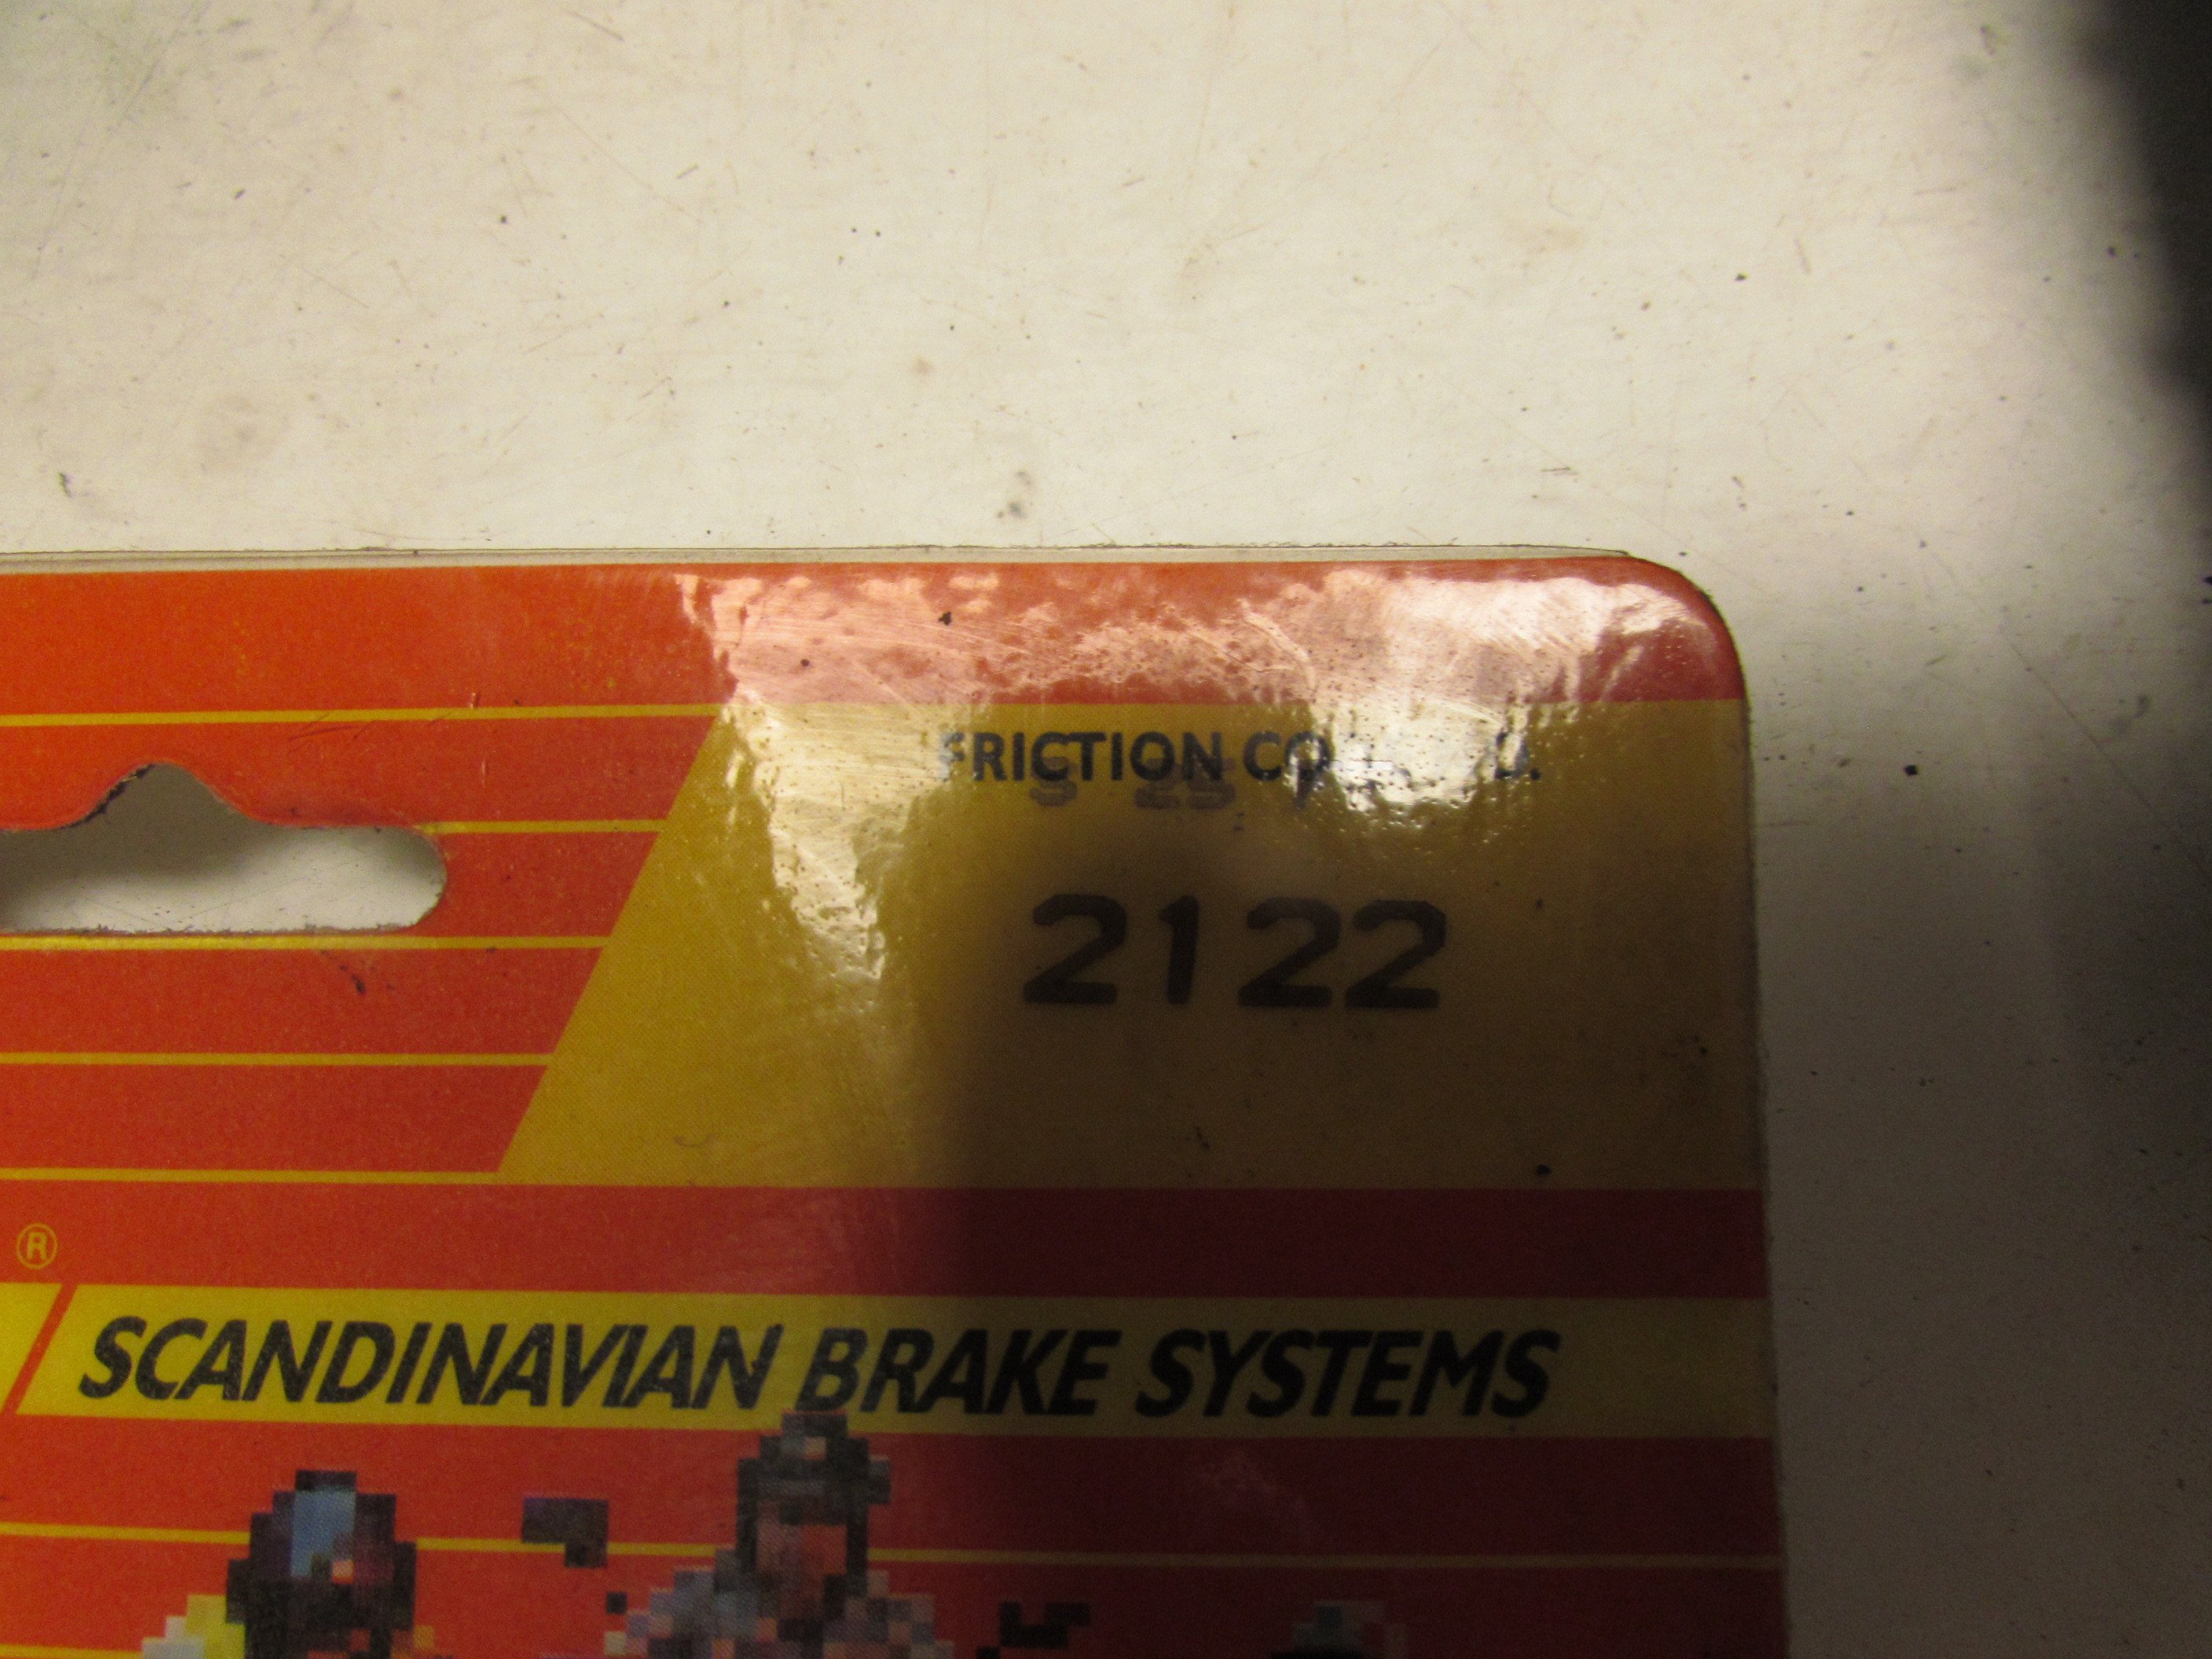 FRICTION CO
2122
®
SCANDINAVIAN BRAKE SYSTEMS